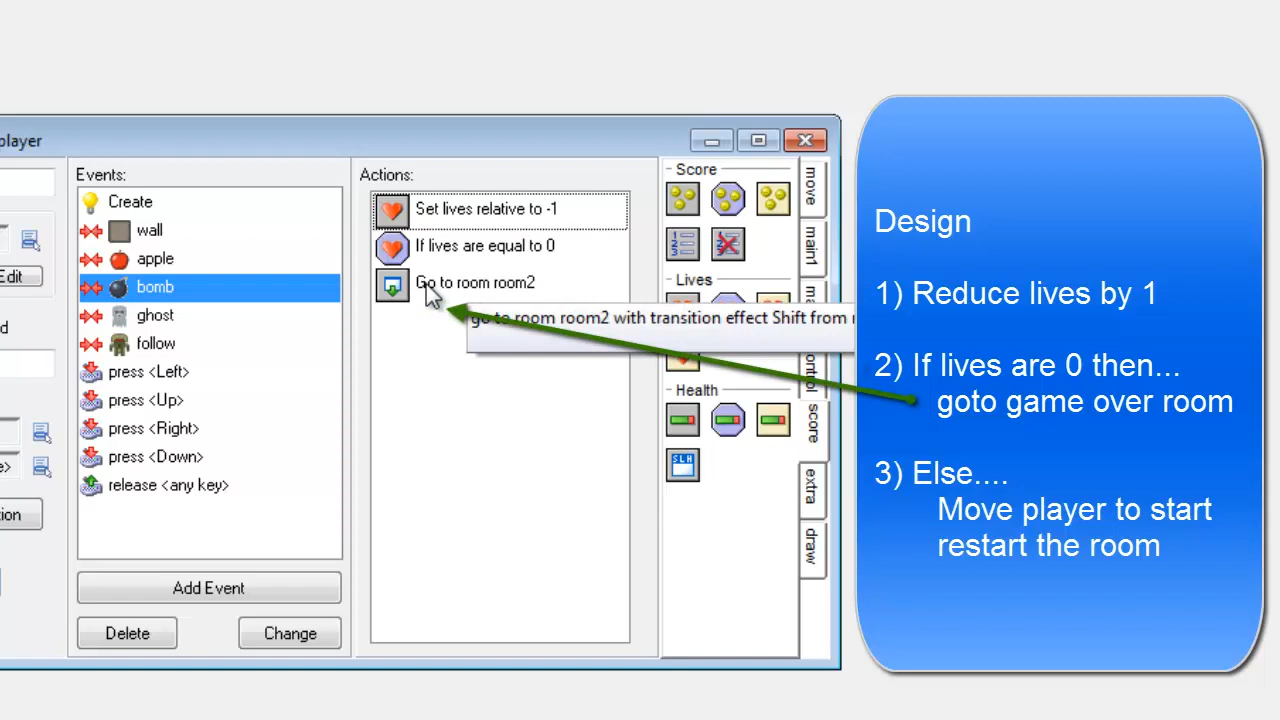 player
Events:
Create
wall
apple
bomb
ghost
follow
press <Left>
press <Up>
press <Right>
press <Down>
release <any key>
Add Event
Delete
Change
Edit
Actions:
Set lives relative to -1
If lives are equal to 0
Go to room room2
go to room room2 with transition effect Shift from
Score
Lives
Health
move
main1
score
extra
draw
Design
1) Reduce lives by 1
2) If lives are 0 then...
goto game over room
3) Else....
Move player to start
restart the room